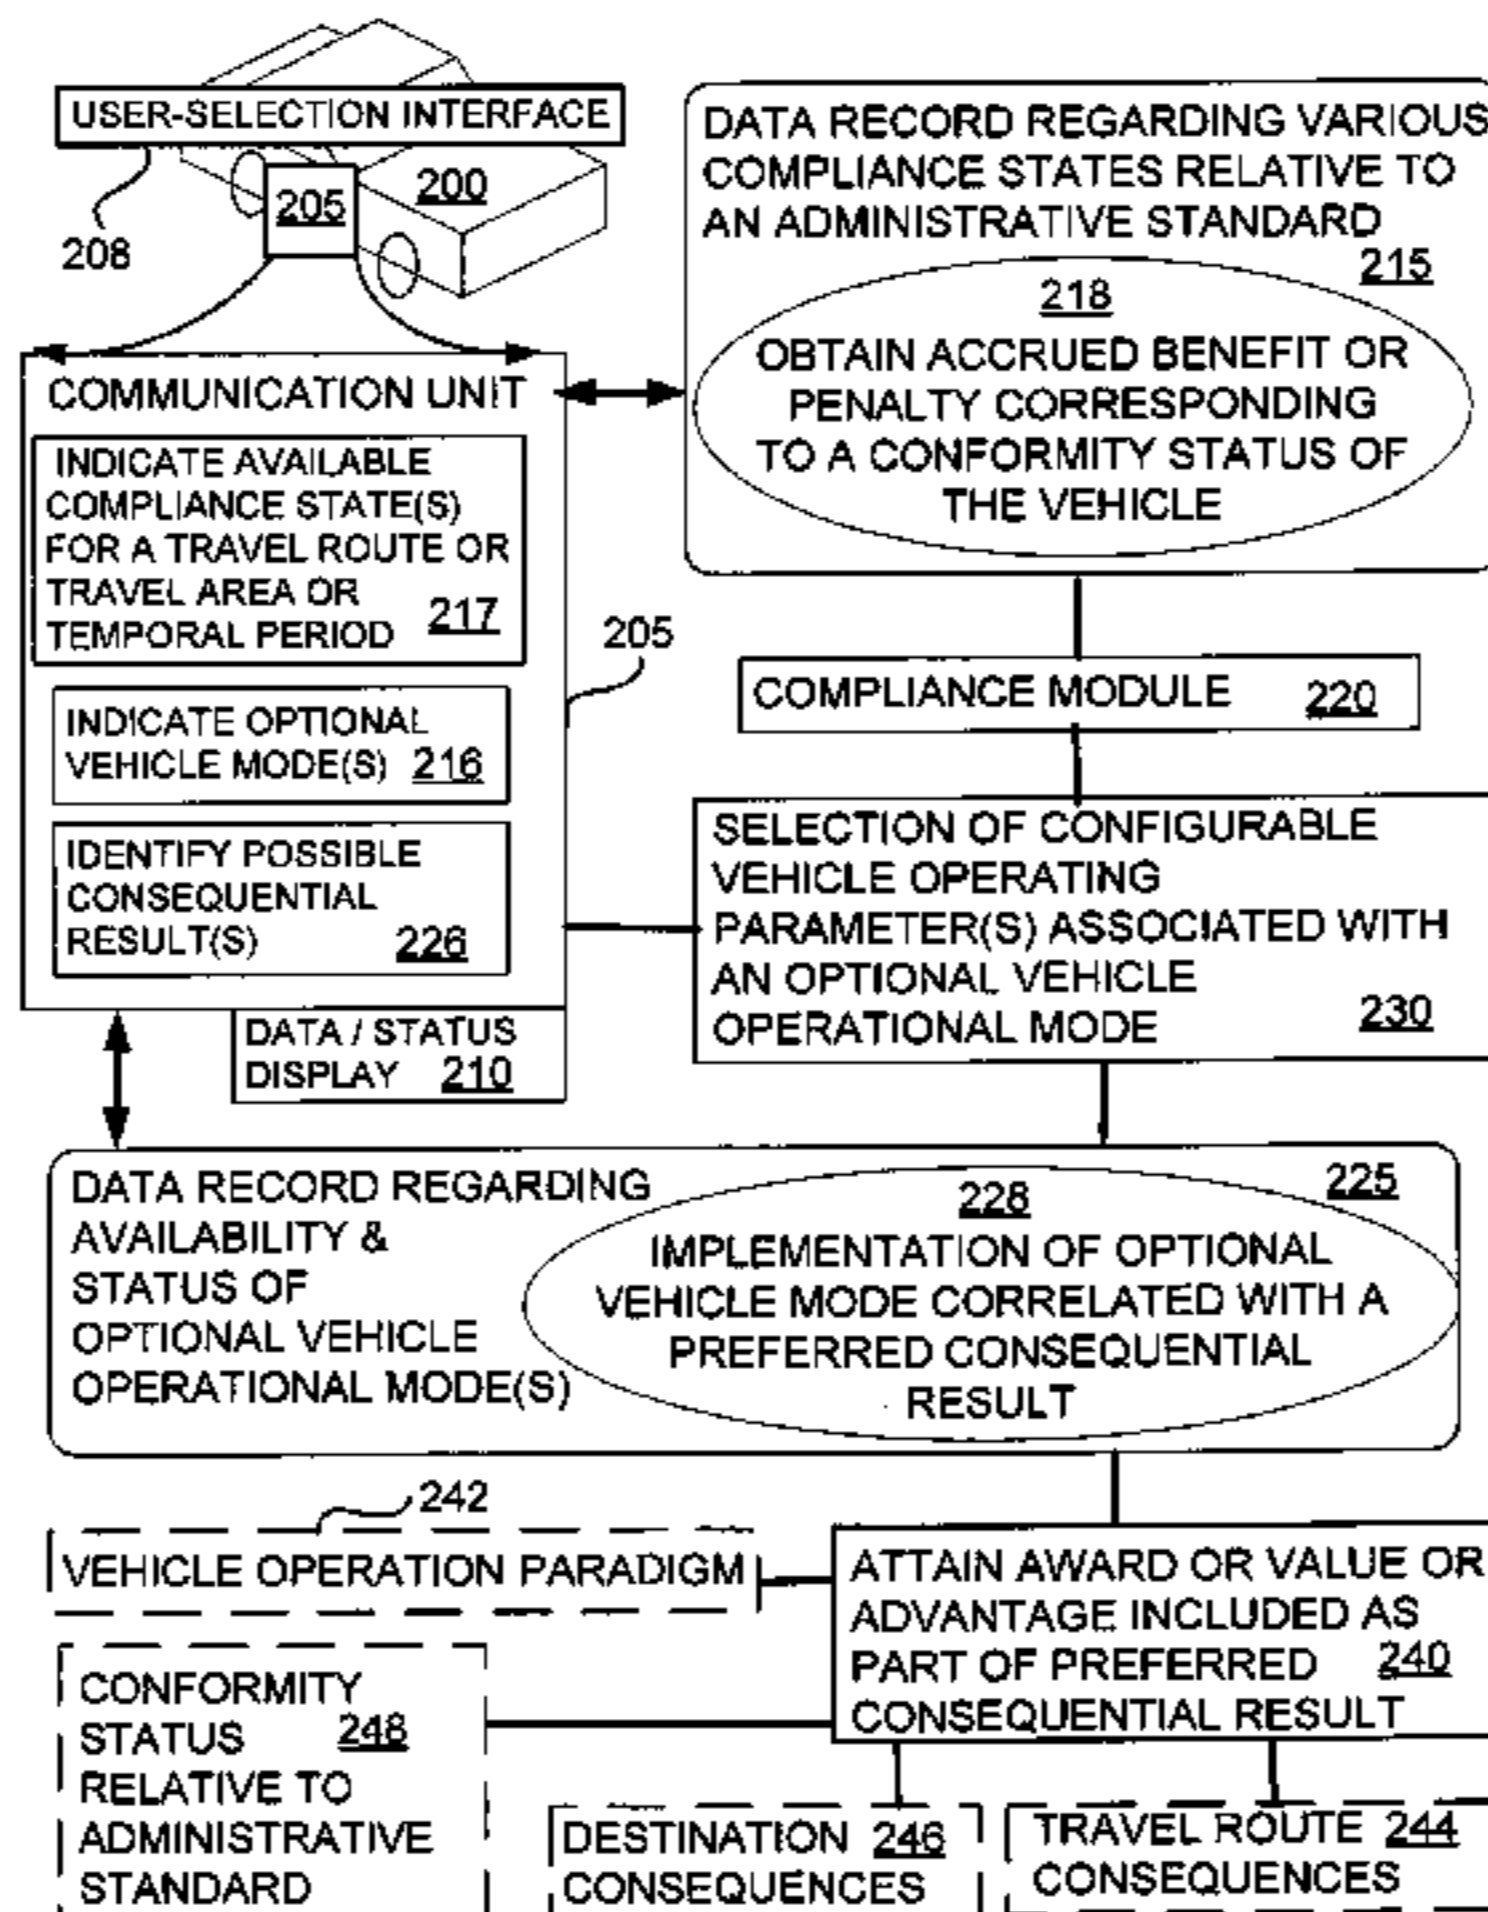 USER-SELECTION INTERFACE
200
205
208
COMMUNICATION UNIT
INDICATE AVAILABLE
COMPLIANCE STATE(S)
FOR A TRAVEL ROUTE OR
TRAVEL AREA OR
TEMPORAL PERIOD 217
INDICATE OPTIONAL
VEHICLE MODE(S) 216
IDENTIFY POSSIBLE
CONSEQUENTIAL
RESULT(S) 226
205
DATA / STATUS
DISPLAY 210
DATA RECORD REGARDING VARIOUS
COMPLIANCE STATES RELATIVE TO
AN ADMINISTRATIVE STANDARD
215
218
OBTAIN ACCRUED BENEFIT OR
PENALTY CORRESPONDING
TO A CONFORMITY STATUS OF
THE VEHICLE
COMPLIANCE MODULE 220
SELECTION OF CONFIGURABLE
VEHICLE OPERATING
PARAMETER(S) ASSOCIATED WITH
AN OPTIONAL VEHICLE
OPERATIONAL MODE 230
DATA RECORD REGARDING
AVAILABILITY &
STATUS OF
OPTIONAL VEHICLE
OPERATIONAL MODE(S)
225
228
IMPLEMENTATION OF OPTIONAL
VEHICLE MODE CORRELATED WITH A
PREFERRED CONSEQUENTIAL
RESULT
242
VEHICLE OPERATION PARADIGM
ATTAIN AWARD OR VALUE OR
ADVANTAGE INCLUDED AS
PART OF PREFERRED 240
CONSEQUENTIAL RESULT
CONFORMITY
STATUS 248
RELATIVE TO
ADMINISTRATIVE
STANDARD
DESTINATION 246
CONSEQUENCES
TRAVEL ROUTE 244
CONSEQUENCES